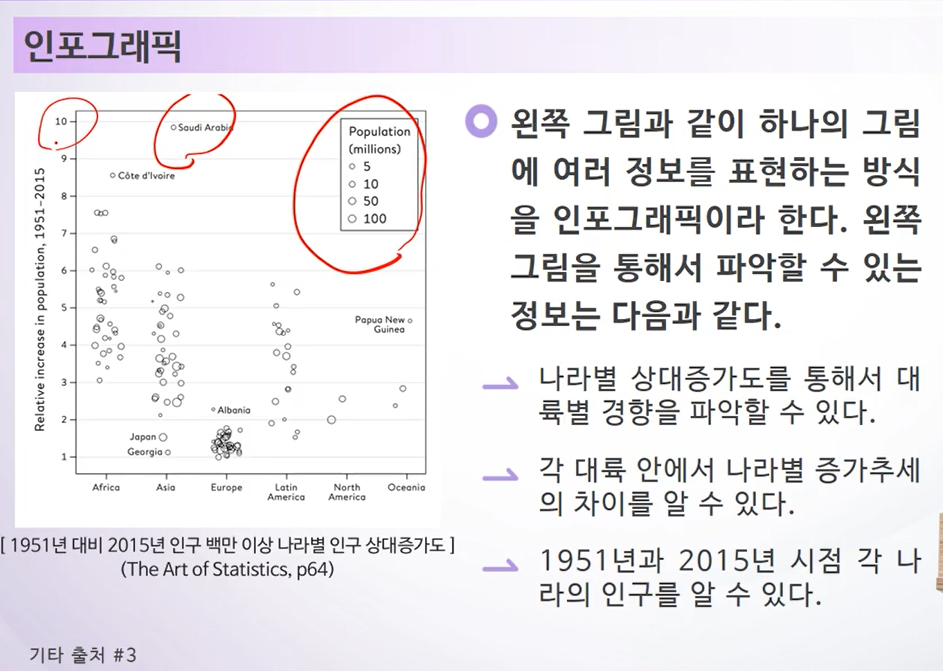 인포그래픽
Relative increase in population, 1951–2015
10
9
8
7
6
5
4
3
2
1
Saudi Arabia
Côte d'Ivoire
Population
(millions)
5
10
50
100
Papua New
Guinea
Albania
Japan
Georgia
Africa
Asia
Europe
Latin
America
North
America
Oceania
[ 1951년 대비 2015년 인구 백만 이상 나라별 인구 상대증가도 ]
(The Art of Statistics, p64)
왼쪽 그림과 같이 하나의 그림
에 여러 정보를 표현하는 방식
을 인포그래픽이라 한다. 왼쪽
그림을 통해서 파악할 수 있는
정보는 다음과 같다.
나라별 상대증가도를 통해서 대
륙별 경향을 파악할 수 있다.
각 대륙 안에서 나라별 증가추세
의 차이를 알 수 있다.
1951년과 2015년 시점 각 나
라의 인구를 알 수 있다.
기타 출처 #3